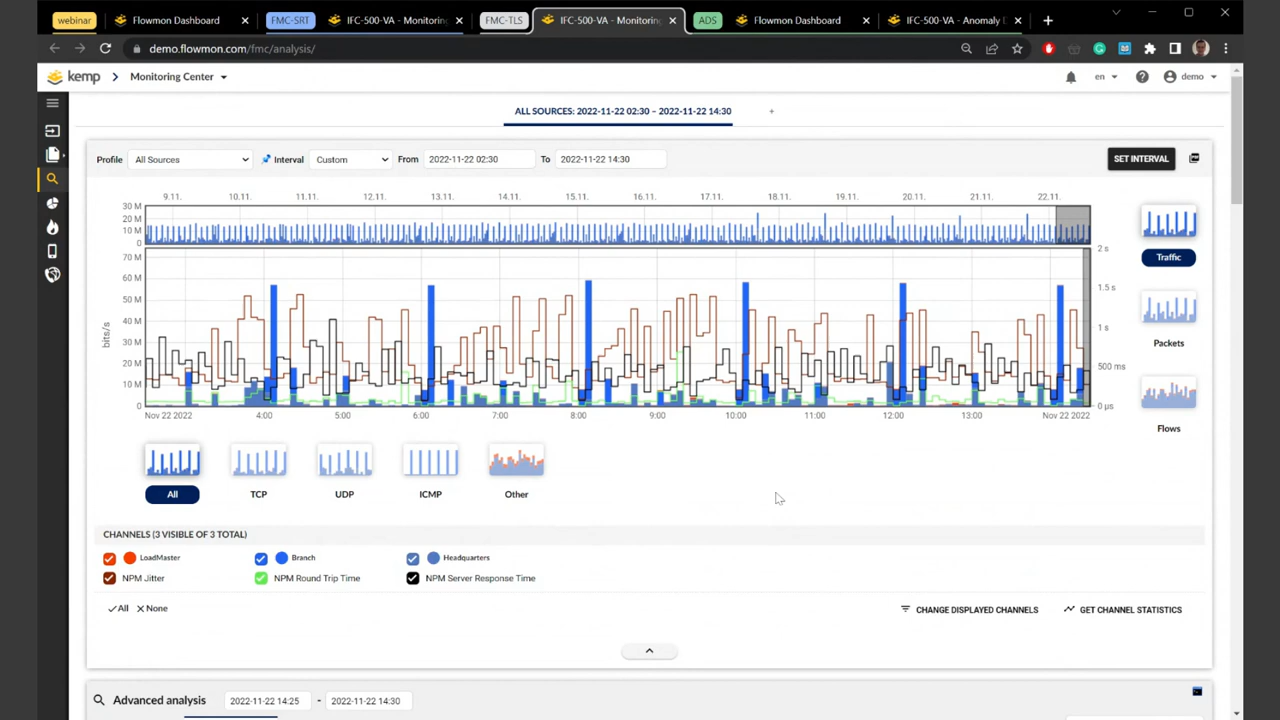 webinar Flowmon Dashboard FMC-SRT IFC-500-VA - Monitorin FMC-TLS IFC-500-VA - Monitorin ADS Flowmon Dashboard IFC-500-VA - Anomaly D
demo.flowmon.com/fmc/analysis/
kemp Monitoring Center en demo
ALL SOURCES: 2022-11-22 02:30 – 2022-11-22 14:30 +
Profile All Sources Interval Custom From 2022-11-22 02:30 To 2022-11-22 14:30 SET INTERVAL
9.11. 10.11. 11.11. 12.11. 13.11. 14.11. 15.11. 16.11. 17.11. 18.11. 19.11. 20.11. 21.11. 22.11.
30 M
20 M
10 M
0
2 s
70 M
Traffic
60 M
1.5 s
50 M
40 M
1 s
bits/s
30 M
Packets
20 M
500 ms
10 M
0
0 µs
Nov 22 2022 4:00 5:00 6:00 7:00 8:00 9:00 10:00 11:00 12:00 13:00 Nov 22 2022
Flows
All TCP UDP ICMP Other
CHANNELS (3 VISIBLE OF 3 TOTAL)
LoadMaster Branch Headquarters
NPM Jitter NPM Round Trip Time NPM Server Response Time
All None CHANGE DISPLAYED CHANNELS GET CHANNEL STATISTICS
Advanced analysis 2022-11-22 14:25 - 2022-11-22 14:30